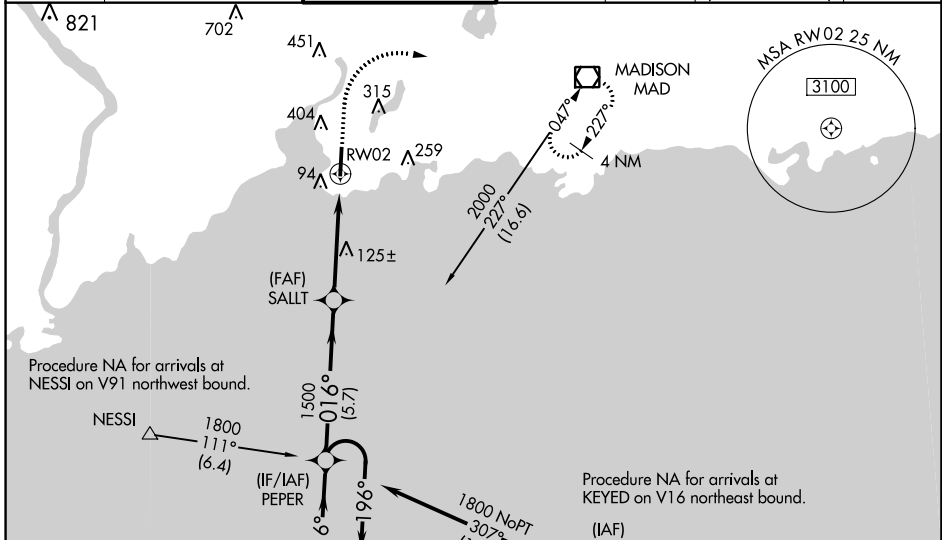 821
702
451
315
404
94
RW02
259
MADISON
MAD
047°
227°
4 NM
2000
227°
(16.6)
MSA RW02 25 NM
3100
125±
(FAF)
SALLT
Procedure NA for arrivals at
NESSI on V91 northwest bound.
NESSI
1800
111°
(6.4)
1500
016°
(5.7)
(IF/IAF)
PEPER
6°
196°
1800 NoPT
307°
Procedure NA for arrivals at
KEYED on V16 northeast bound.
(IAF)